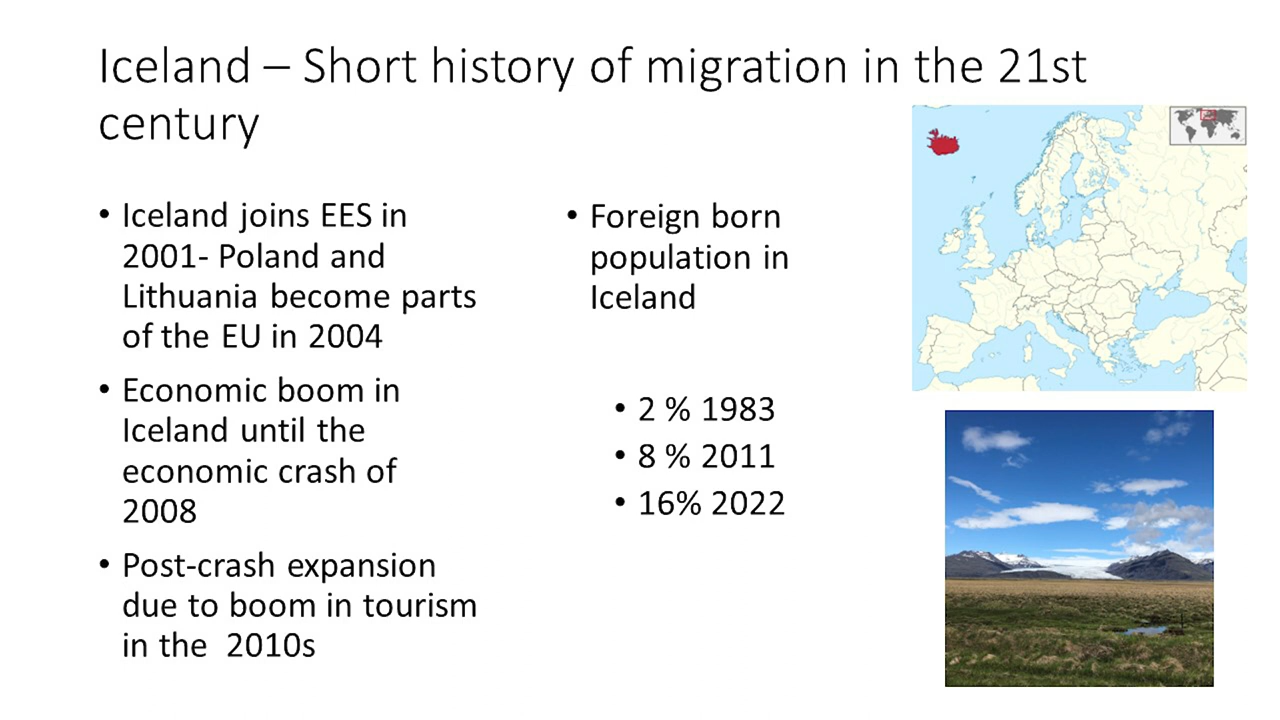 Iceland – Short history of migration in the 21st
century
• Iceland joins EES in
2001- Poland and
Lithuania become parts
of the EU in 2004
• Economic boom in
Iceland until the
economic crash of
2008
• Post-crash expansion
due to boom in tourism
in the  2010s
• Foreign born
population in
Iceland
• 2 % 1983
• 8 % 2011
• 16% 2022